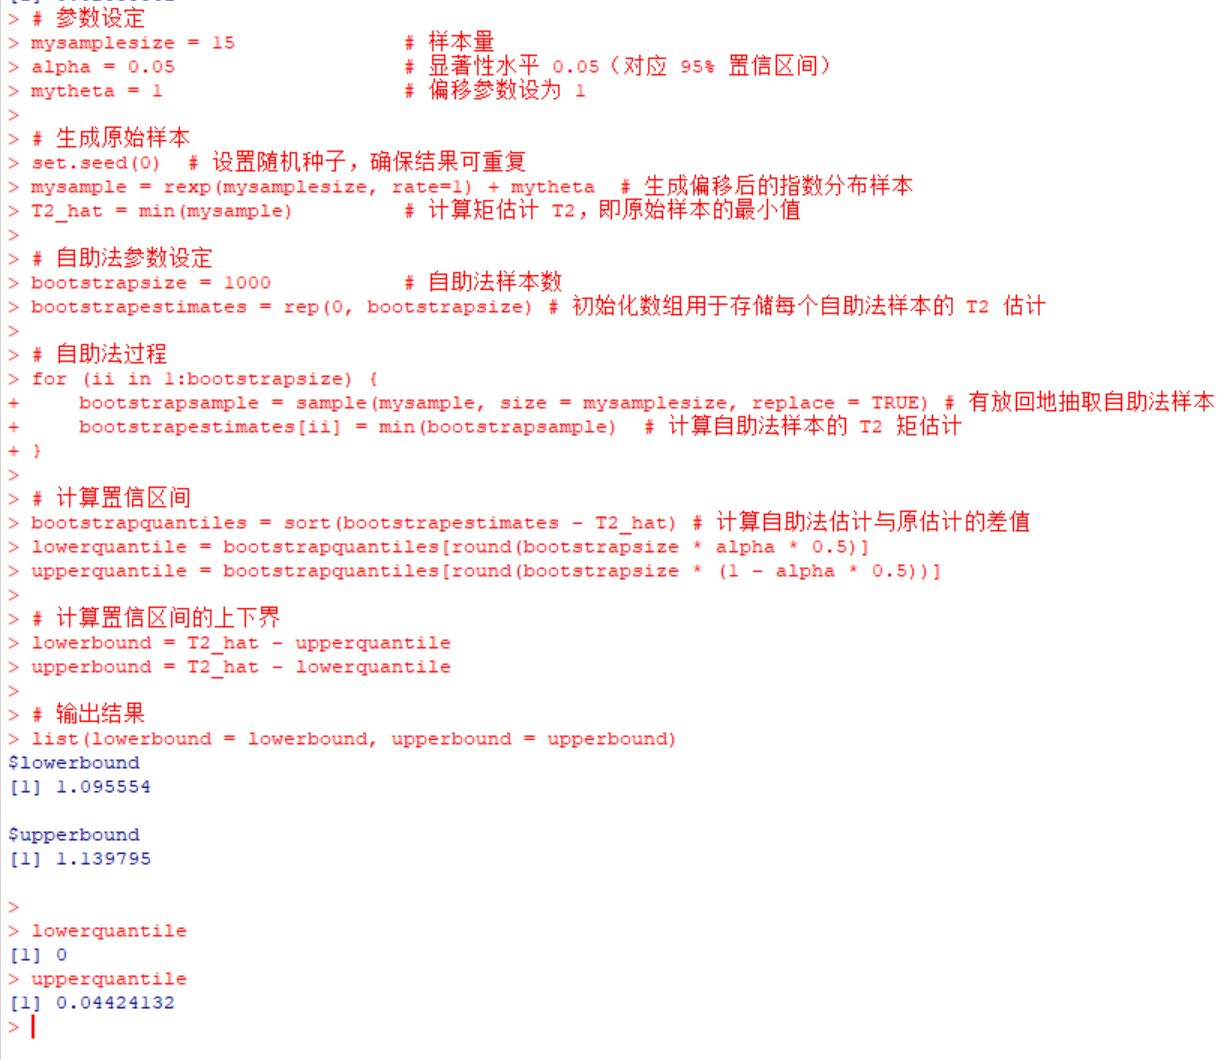 > # 参数设定
> mysamplesize = 15 # 样本量
> alpha = 0.05 # 显著性水平 0.05（对应 95% 置信区间）
> mytheta = 1 # 偏移参数设为 1
>
> # 生成原始样本
> set.seed(0) # 设置随机种子，确保结果可重复
> mysample = rexp(mysamplesize, rate=1) + mytheta # 生成偏移后的指数分布样本
> T2_hat = min(mysample) # 计算矩估计 T2，即原始样本的最小值
>
> # 自助法参数设定
> bootstrapsize = 1000 # 自助法样本数
> bootstrapestimates = rep(0, bootstrapsize) # 初始化数组用于存储每个自助法样本的 T2 估计
>
> # 自助法过程
> for (ii in 1:bootstrapsize) {
+ bootstrapsample = sample(mysample, size = mysamplesize, replace = TRUE) # 有放回地抽取自助法样本
+ bootstrapestimates[ii] = min(bootstrapsample) # 计算自助法样本的 T2 矩估计
+ }
>
> # 计算置信区间
> bootstrapquantiles = sort(bootstrapestimates - T2_hat) # 计算自助法估计与原估计的差值
> lowerquantile = bootstrapquantiles[round(bootstrapsize * alpha * 0.5)]
> upperquantile = bootstrapquantiles[round(bootstrapsize * (1 - alpha * 0.5))]
>
> # 计算置信区间的上下界
> lowerbound = T2_hat - upperquantile
> upperbound = T2_hat - lowerquantile
>
> # 输出结果
> list(lowerbound = lowerbound, upperbound = upperbound)
$lowerbound
[1] 1.095554
$upperbound
[1] 1.139795
>
> lowerquantile
[1] 0
> upperquantile
[1] 0.04424132
>